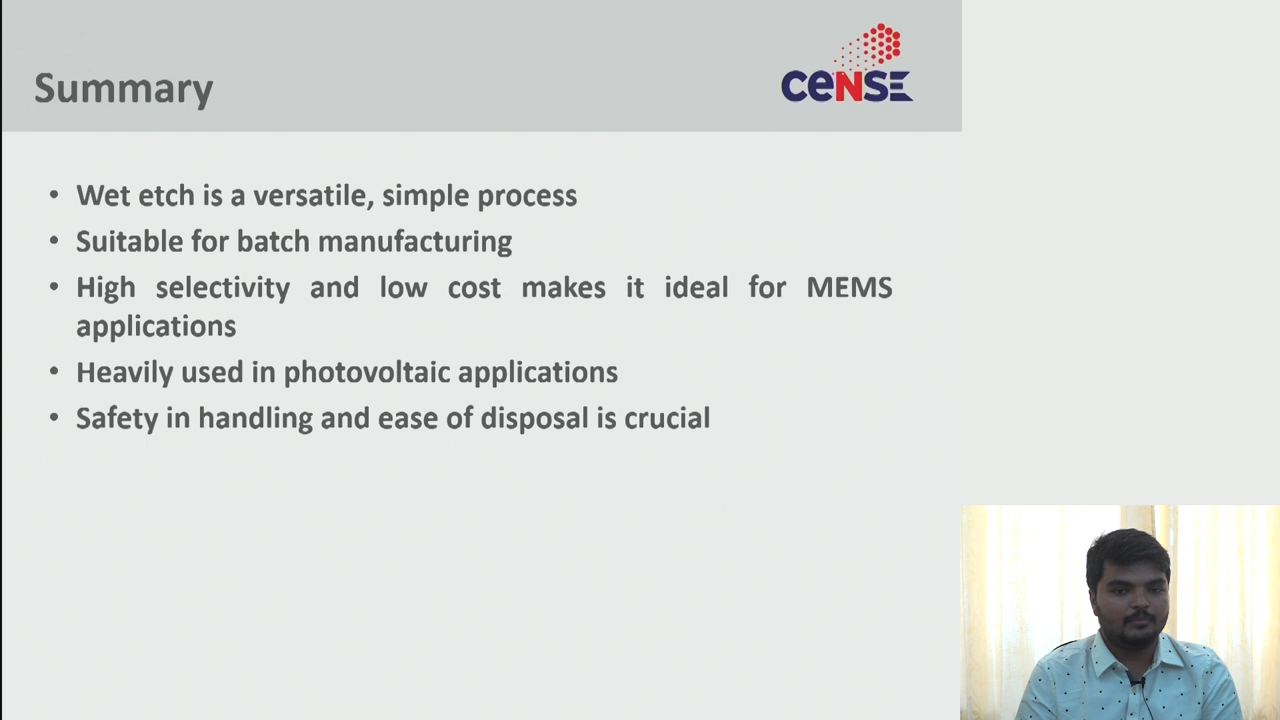 Summary
CeNSE
• Wet etch is a versatile, simple process
• Suitable for batch manufacturing
• High selectivity and low cost makes it ideal for MEMS
applications
• Heavily used in photovoltaic applications
• Safety in handling and ease of disposal is crucial